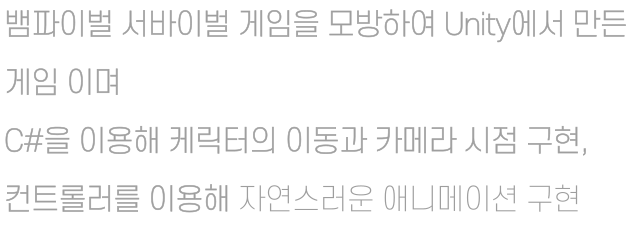 뱀파이벌 서바이벌 게임을 모방하여 Unity에서 만든
게임 이며
C#을 이용해 케릭터의 이동과 카메라 시점 구현,
컨트롤러를 이용해 자연스러운 애니메이션 구현